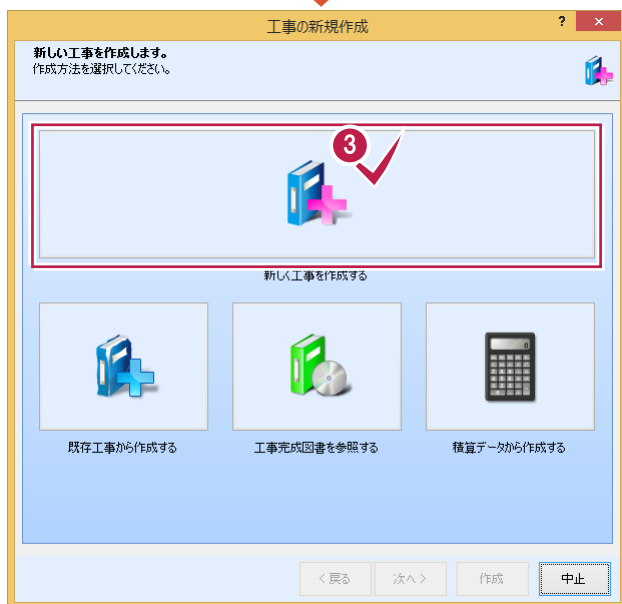 工事の新規作成
? ×
新しい工事を作成します。
作成方法を選択してください。
3
新しく工事を作成する
既存工事から作成する 工事完成図書を参照する 積算データから作成する
< 戻る 次へ > 作成 中止